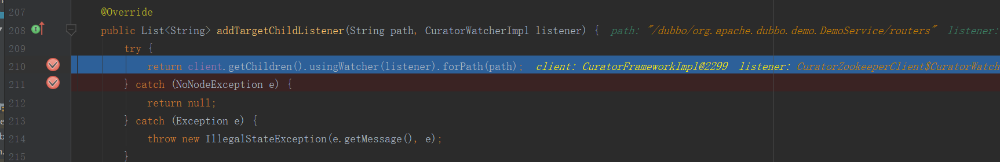 207 @Override
208 public List<String> addTargetChildListener(String path, CuratorWatcherImpl listener) { path: "/dubbo/org.apache.dubbo.demo.DemoService/routers" listener:
209 try {
210 return client.getChildren().usingWatcher(listener).forPath(path); client: CuratorFrameworkImpl@2299 listener: CuratorZookeeperClient$CuratorWatch
211 } catch (NoNodeException e) {
212 return null;
213 } catch (Exception e) {
214 throw new IllegalStateException(e.getMessage(), e);
215 }